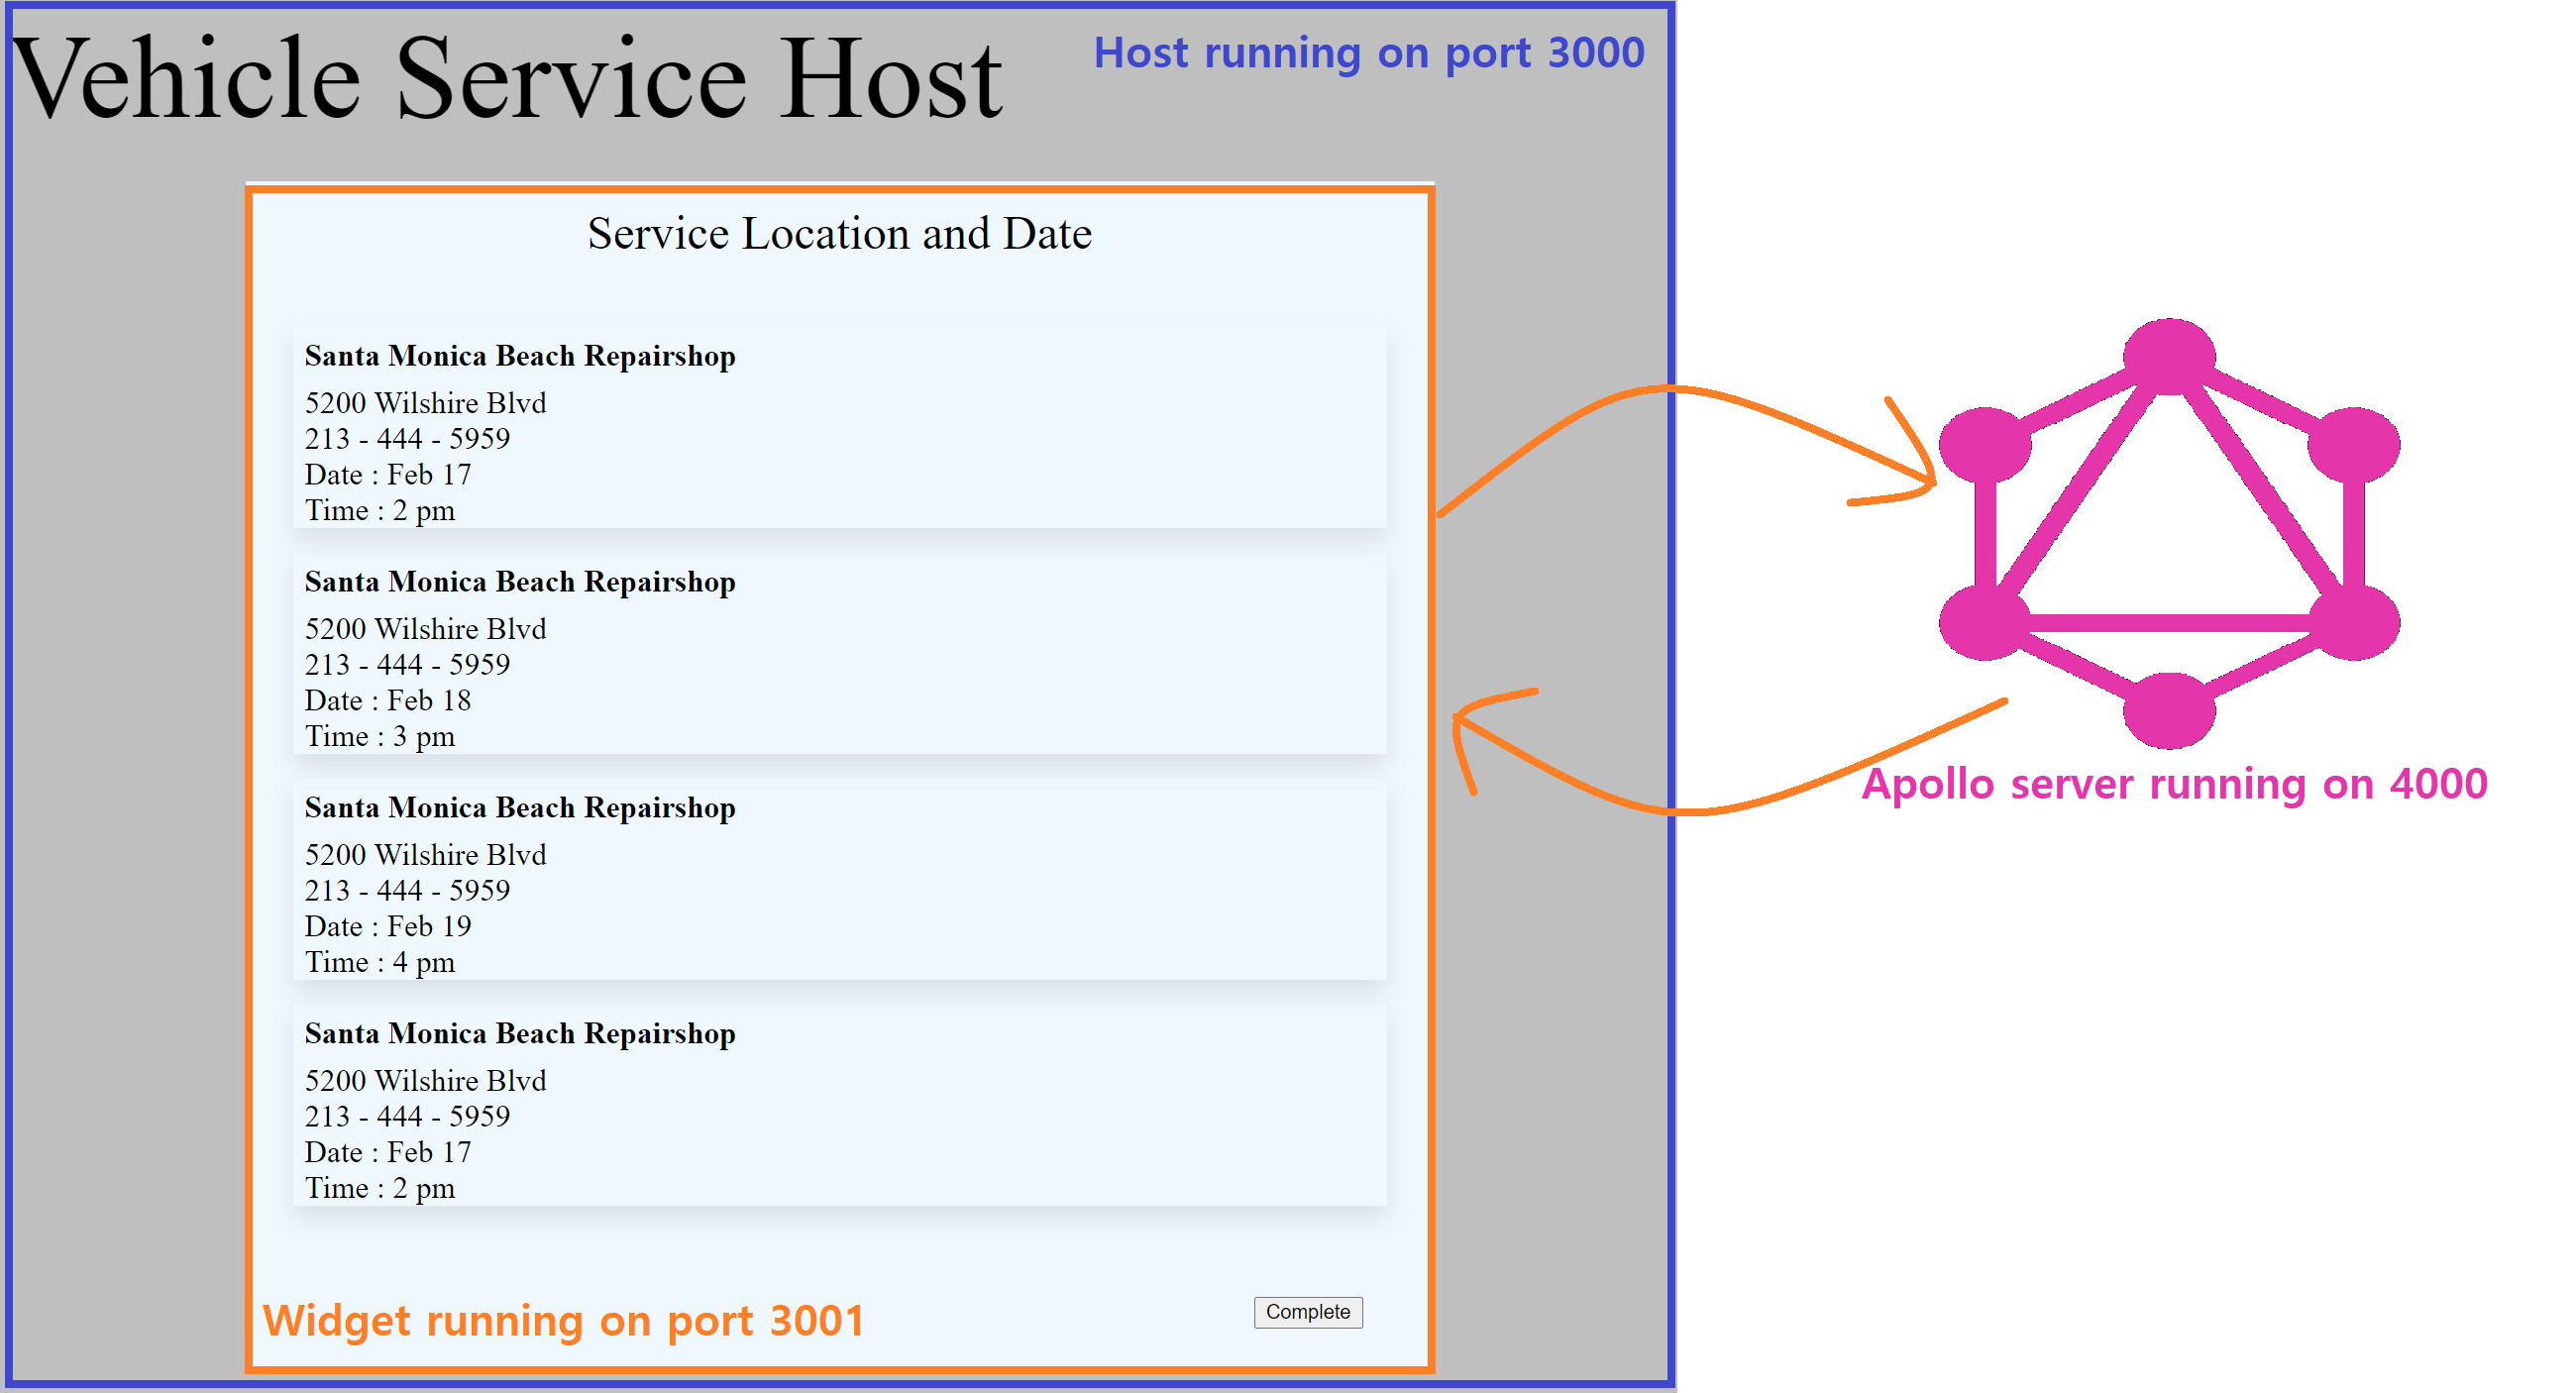 Vehicle Service Host
Host running on port 3000
Service Location and Date
Santa Monica Beach Repairshop
5200 Wilshire Blvd
213 - 444 - 5959
Date : Feb 17
Time : 2 pm
Santa Monica Beach Repairshop
5200 Wilshire Blvd
213 - 444 - 5959
Date : Feb 18
Time : 3 pm
Santa Monica Beach Repairshop
5200 Wilshire Blvd
213 - 444 - 5959
Date : Feb 19
Time : 4 pm
Santa Monica Beach Repairshop
5200 Wilshire Blvd
213 - 444 - 5959
Date : Feb 17
Time : 2 pm
Widget running on port 3001
Complete
Apollo server running on 4000